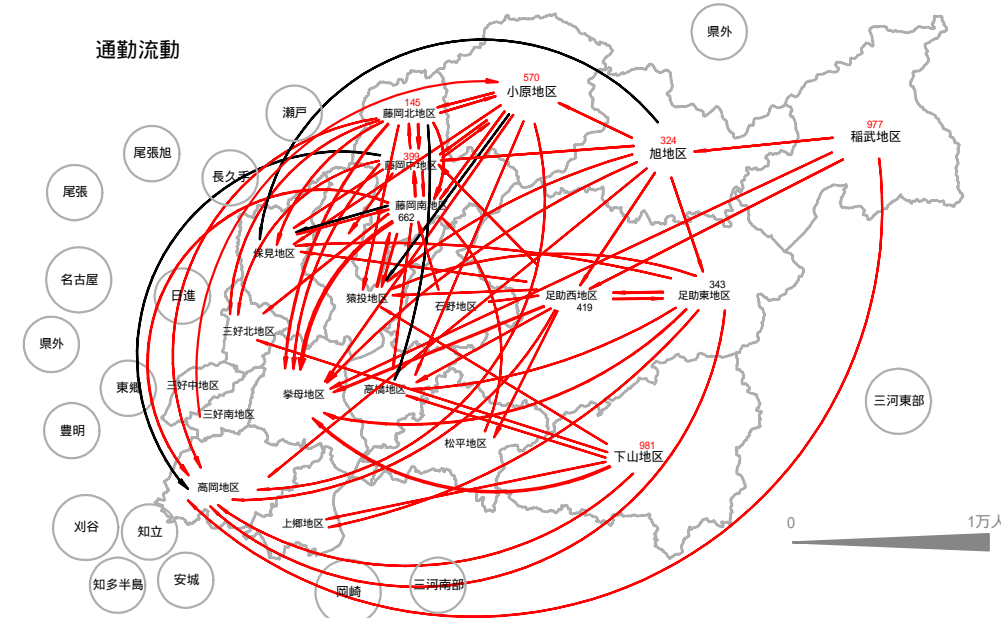 通勤流動
県外
瀬戸
570
小原地区
145
藤岡北地区
977
稲武地区
324
旭地区
399
藤岡中地区
尾張旭
長久手
尾張
藤岡南地区
662
保見地区
名古屋
日進
猿投地区
石野地区
足助西地区
419
343
足助東地区
県外
三好北地区
東郷
三好中地区
挙母地区
高橋地区
三河東部
三好南地区
豊明
松平地区
981
下山地区
高岡地区
上郷地区
刈谷
知立
0
1万人
知多半島
安城
岡崎
三河南部